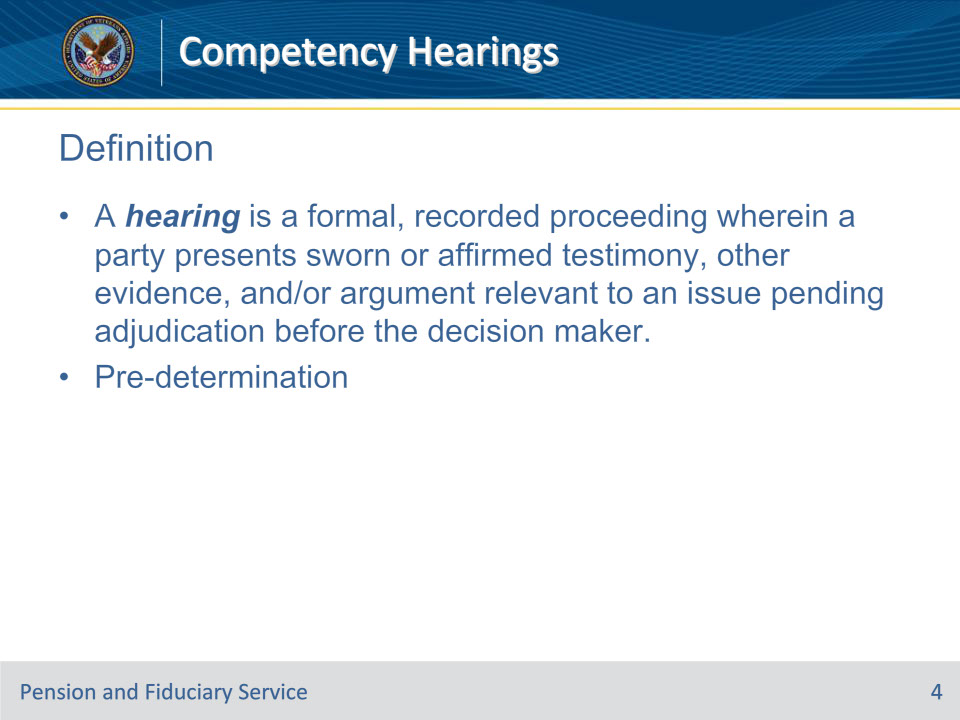 Competency Hearings
Definition
• A hearing is a formal, recorded proceeding wherein a
party presents sworn or affirmed testimony, other
evidence, and/or argument relevant to an issue pending
adjudication before the decision maker.
• Pre-determination
Pension and Fiduciary Service
4